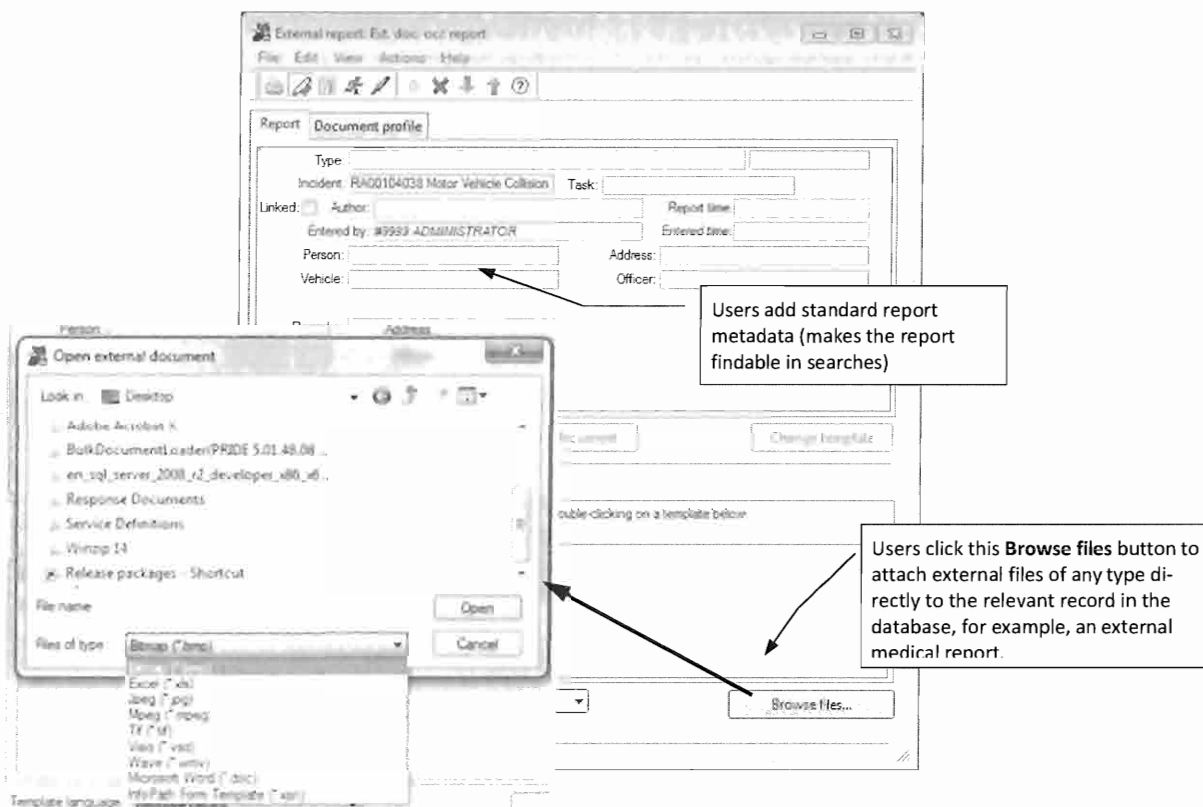 External report: Ext. doc. occ report
File Edit View Actions Help
Report Document profile
Type:
Incident: RA00104038 Motor Vehicle Collision Task:
Linked: Author: Report time:
Entered by: #9999 ADMINISTRATOR Entered time:
Person: Address:
Vehicle: Officer:
Users add standard report
metadata (makes the report
findable in searches)
Person Address
Open external document
Look in: Desktop
Adobe Acrobat X
BulkDocumentLoader(PRIDE 5.01.48.08 ...
en_sql_server_2008_r2_developer_x86_x6...
Response Documents
Service Definitions
Winzip 14
Release packages - Shortcut
File name
Open
Files of type: Bitmap (*.bmp)
Cancel
Excel (*.xls)
Jpeg (*.jpg)
Mpeg (*.mpeg)
Tif (*.tif)
Visio (*.vsd)
Wave (*.wmv)
Microsoft Word (*.doc)
InfoPath Form Template (*.xsn)
Template language
Change template
ouble-clicking on a template below
Users click this Browse files button to
attach external files of any type di-
rectly to the relevant record in the
database, for example, an external
medical report.
Browse files...